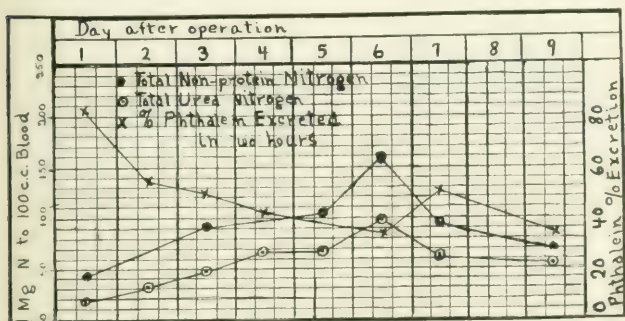 Day after operation
1 2 3 4 5 6 7 8 9
Total Non-protein Nitrogen
Total Urea Nitrogen
x % Phthalein Excreted
in two hours
Mg N to 100 c.c. Blood
0 50 100 150 200 250
Phthalein % Excretion
0 20 40 60 80